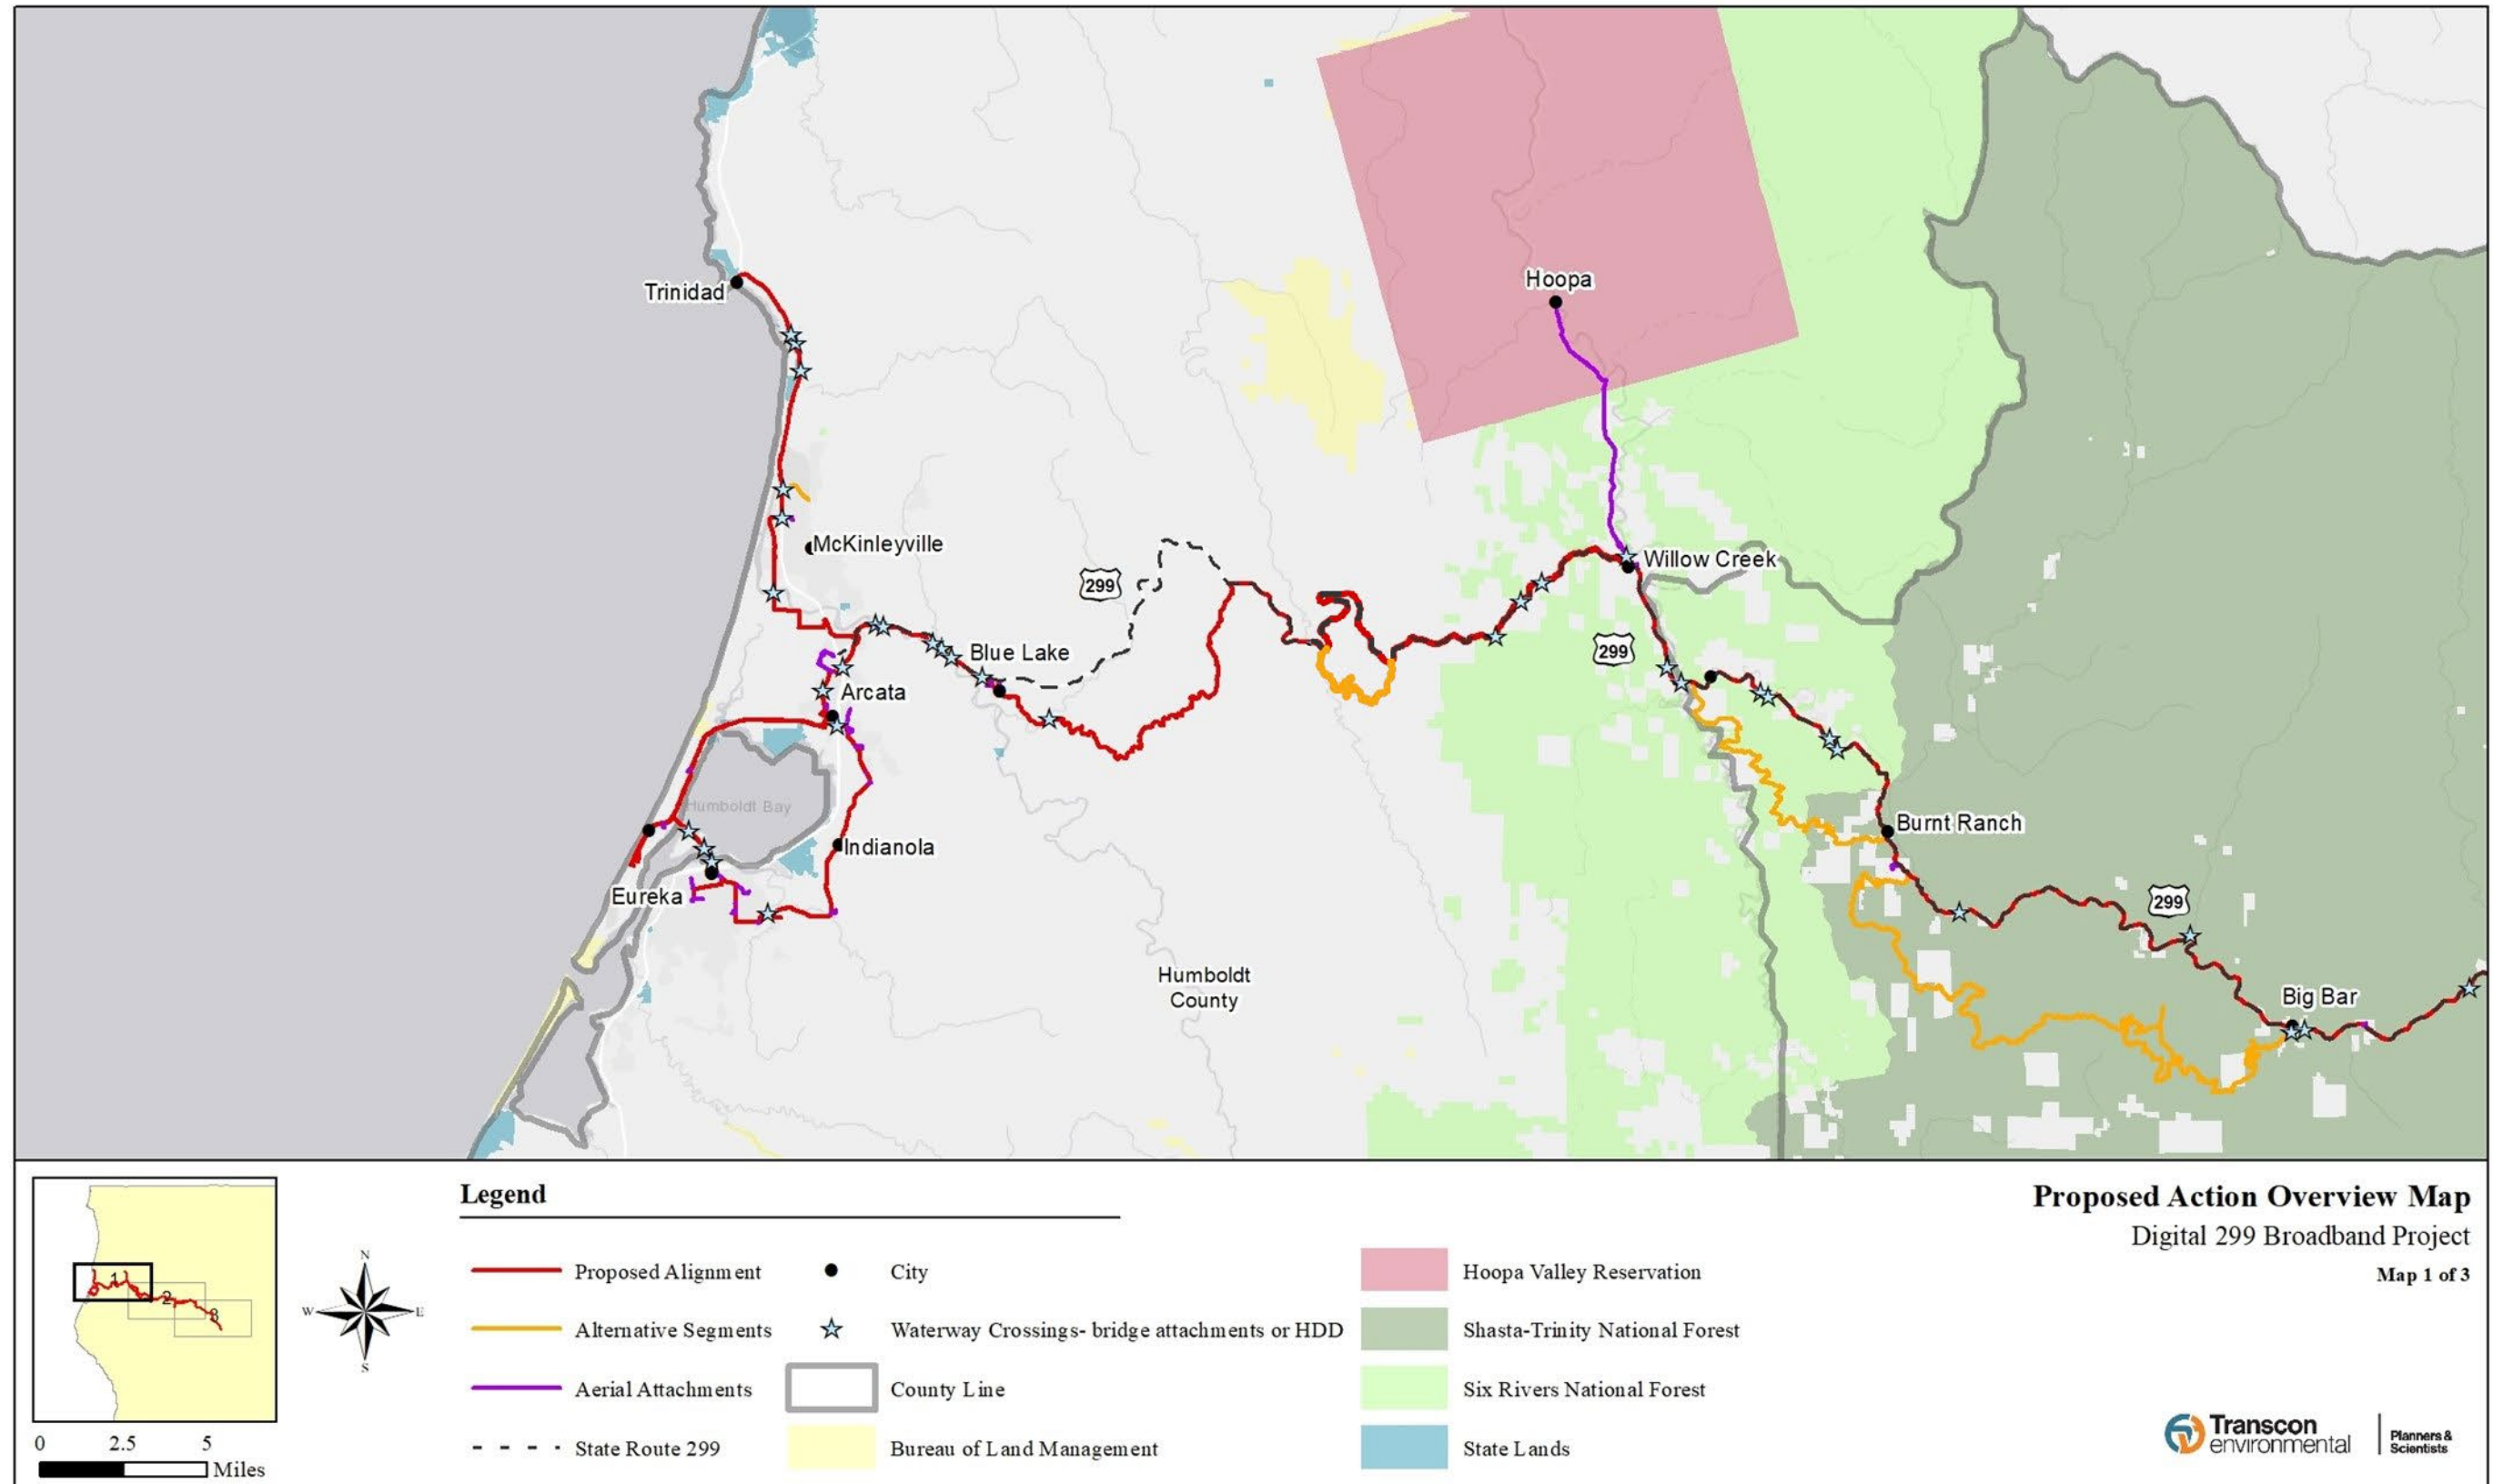 Trinidad
Hoopa
McKinleyville
299
Willow Creek
Blue Lake
299
Arcata
Humboldt Bay
Burnt Ranch
Indianola
Eureka
299
Humboldt
County
Big Bar
1
2
3
0 2.5 5
Miles
N
W E
S
Legend
Proposed Alignment
Alternative Segments
Aerial Attachments
State Route 299
City
Waterway Crossings- bridge attachments or HDD
County Line
Bureau of Land Management
Hoopa Valley Reservation
Shasta-Trinity National Forest
Six Rivers National Forest
State Lands
Proposed Action Overview Map
Digital 299 Broadband Project
Map 1 of 3
Transcon
environmental
Planners &
Scientists